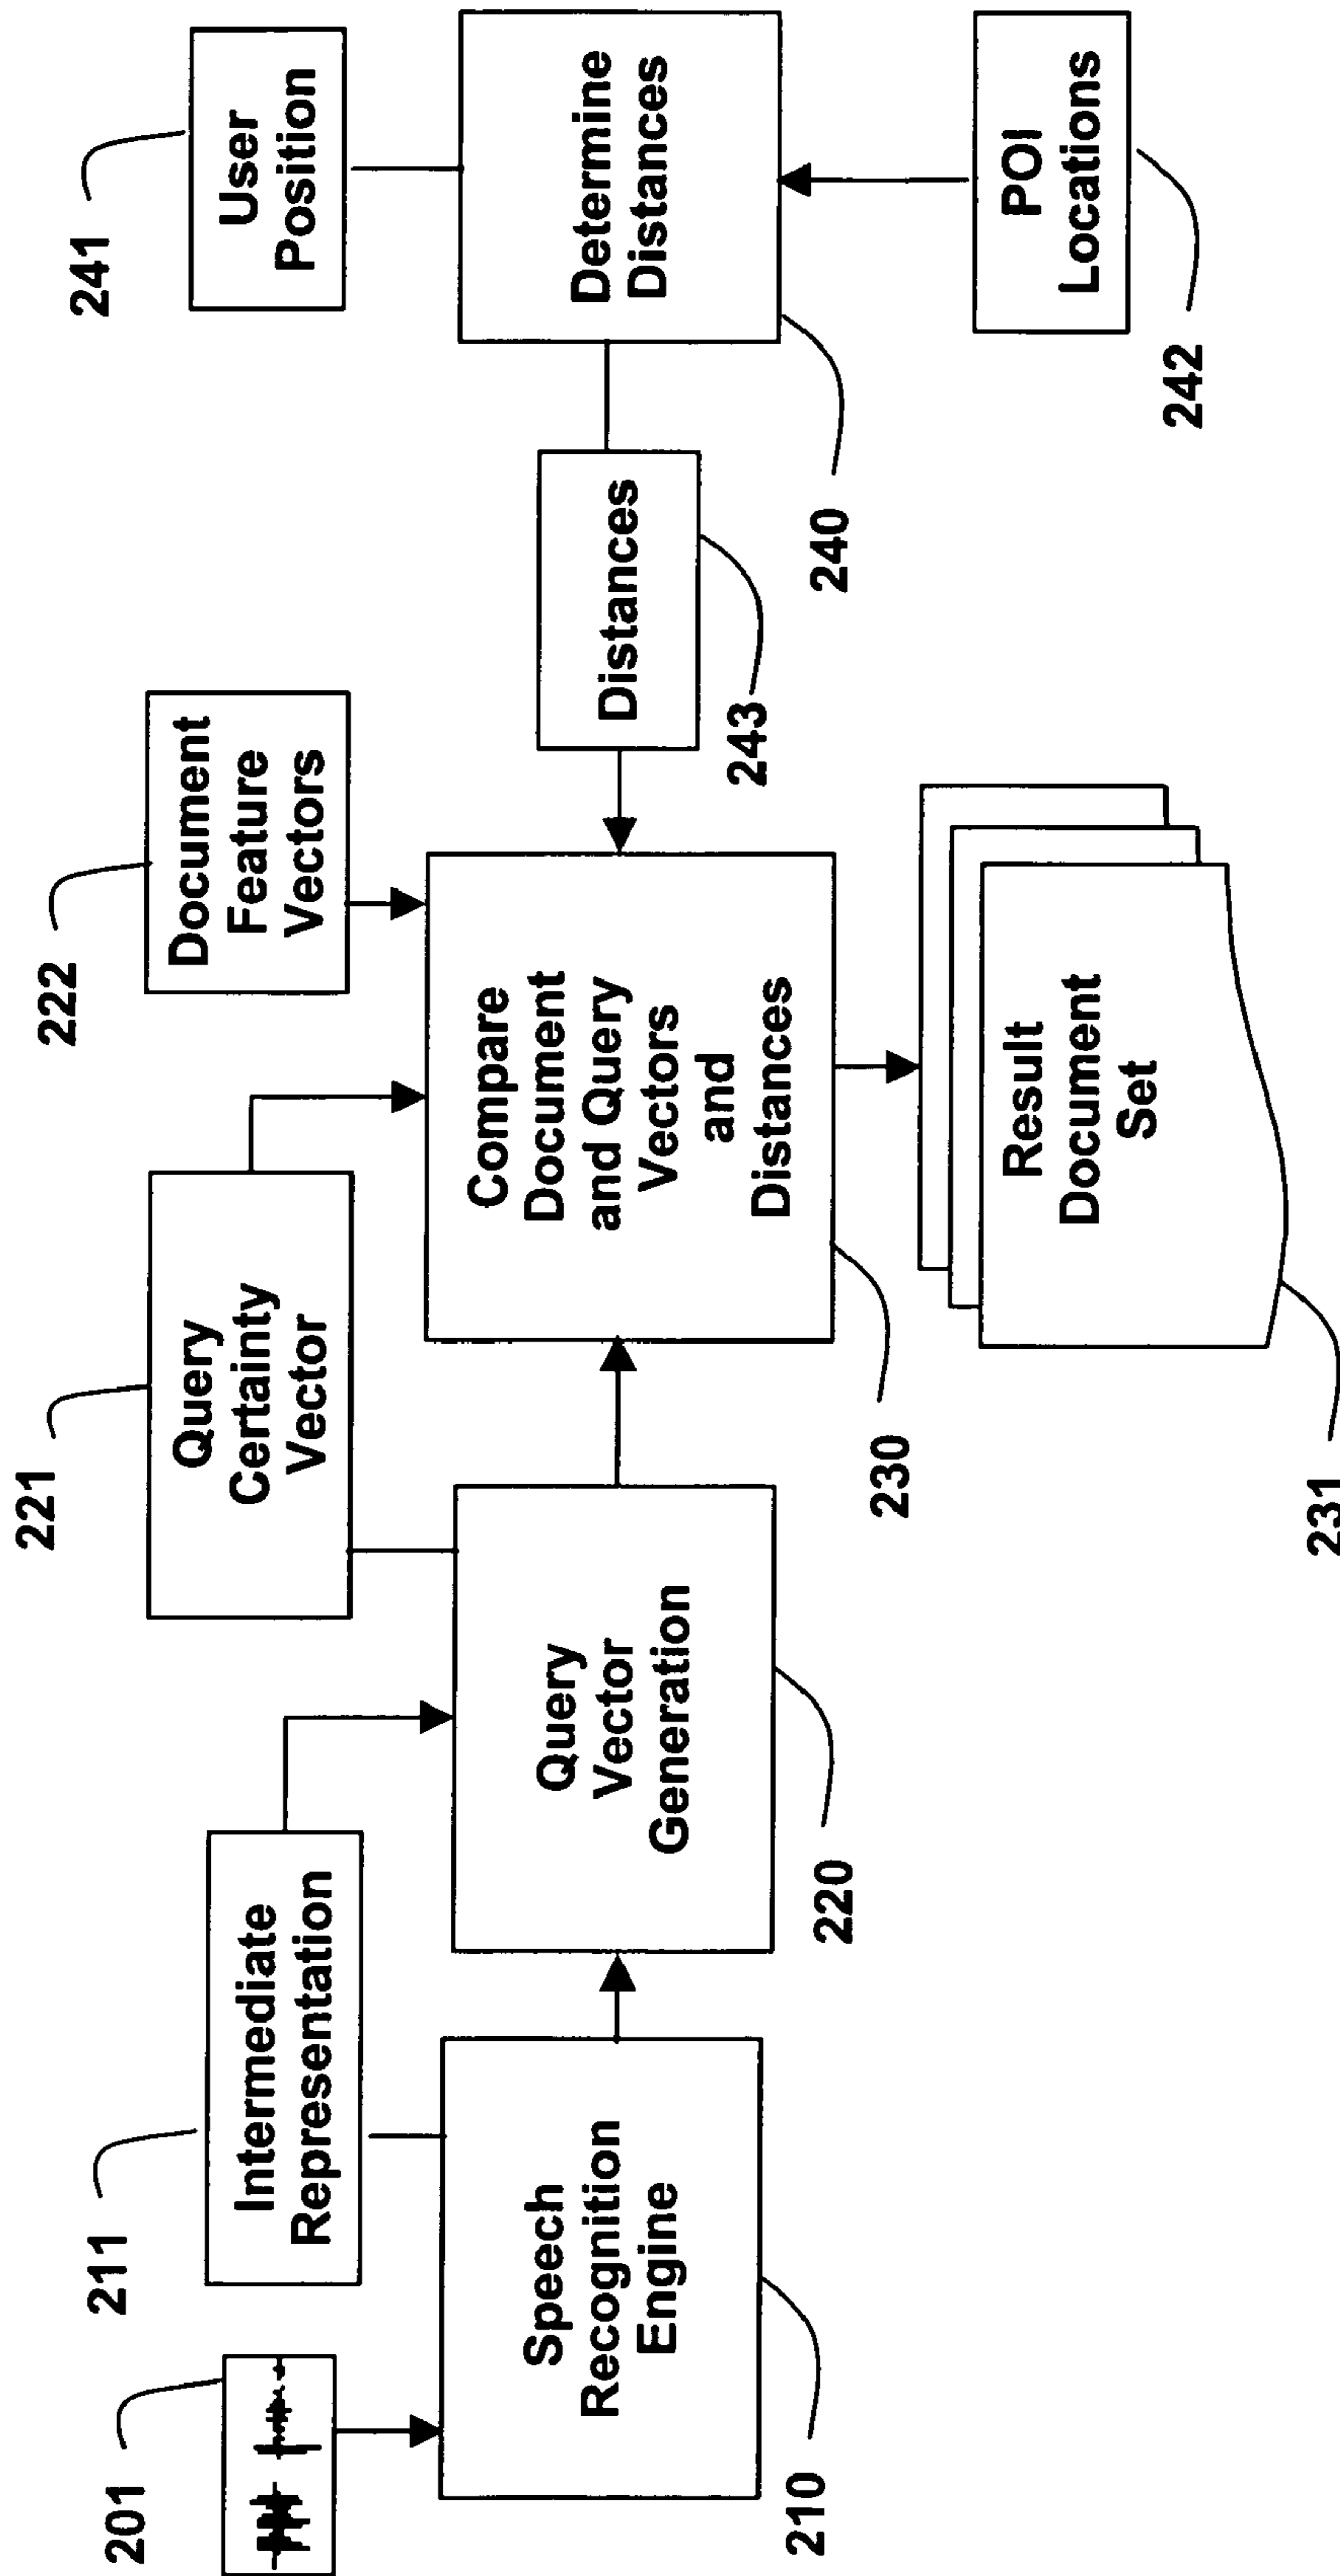 201
211
Intermediate
Representation
Speech
Recognition
Engine
210
221
Query
Certainty
Vector
Query
Vector
Generation
220
222
Document
Feature
Vectors
Compare
Document
and Query
Vectors
and
Distances
230
Result
Document
Set
231
Distances
243
241
User
Position
Determine
Distances
240
POI
Locations
242